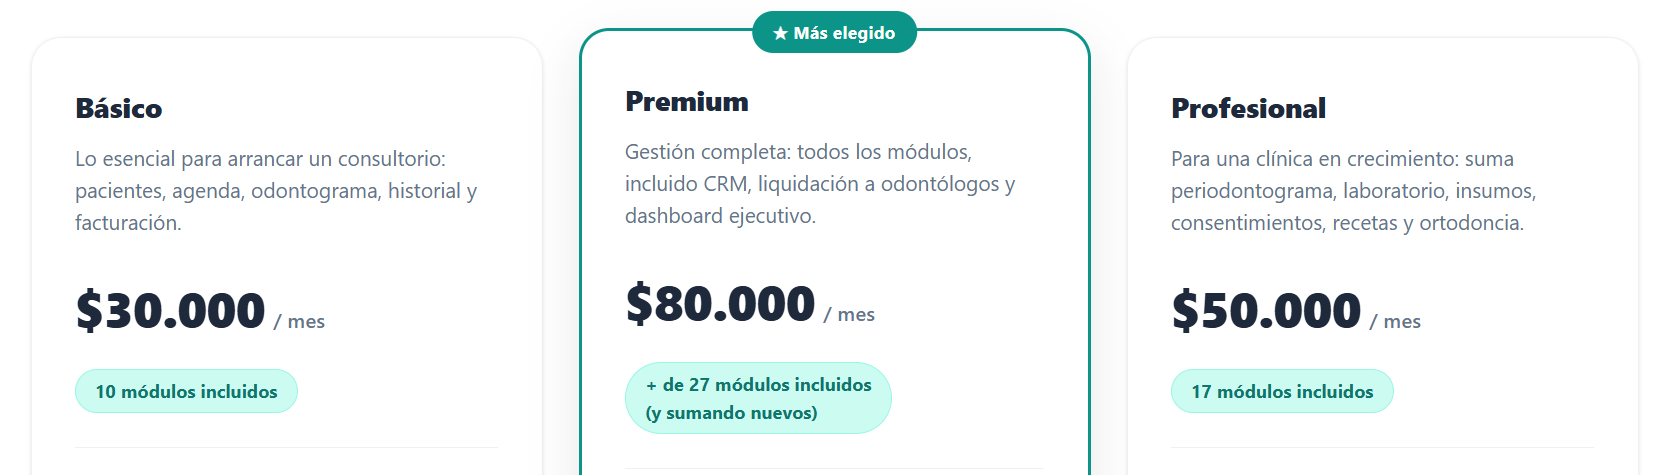 Básico
Lo esencial para arrancar un consultorio:
pacientes, agenda, odontograma, historial y
facturación.
$30.000 / mes
10 módulos incluidos
★ Más elegido
Premium
Gestión completa: todos los módulos,
incluido CRM, liquidación a odontólogos y
dashboard ejecutivo.
$80.000 / mes
+ de 27 módulos incluidos
(y sumando nuevos)
Profesional
Para una clínica en crecimiento: suma
periodontograma, laboratorio, insumos,
consentimientos, recetas y ortodoncia.
$50.000 / mes
17 módulos incluidos